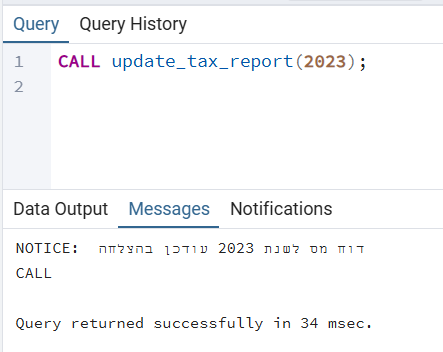 Query Query History
1 CALL update_tax_report(2023);
2
Data Output Messages Notifications
NOTICE:  דוח מס לשנת 2023 עודכן בהצלחה
CALL
Query returned successfully in 34 msec.